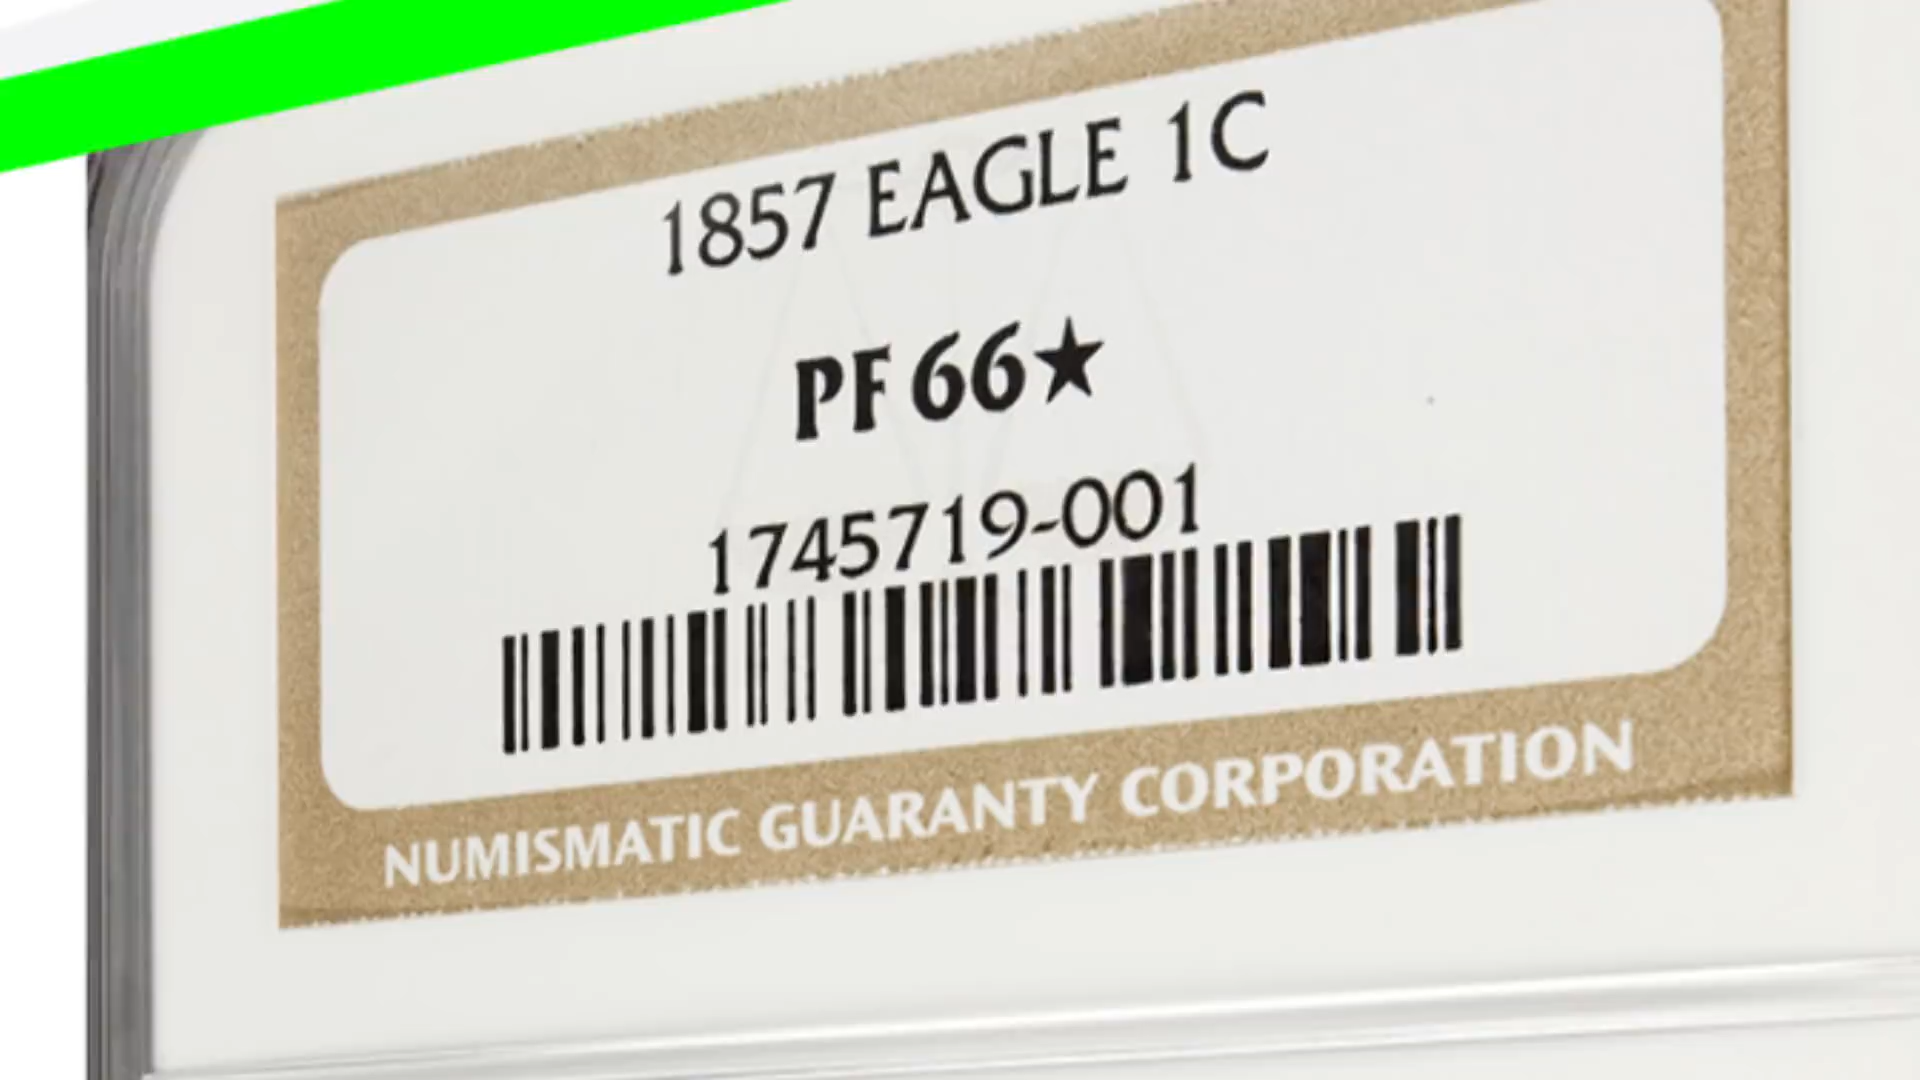 1857 EAGLE 1C
PF 66★
1745719-001
NUMISMATIC GUARANTY CORPORATION